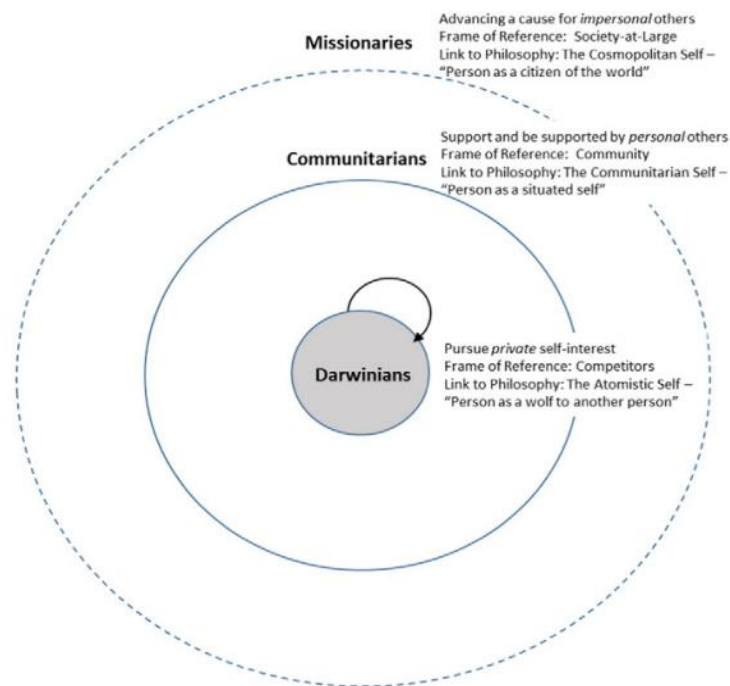 Missionaries
Advancing a cause for impersonal others
Frame of Reference:  Society-at-Large
Link to Philosophy: The Cosmopolitan Self –
“Person as a citizen of the world”
Communitarians
Support and be supported by personal others
Frame of Reference:  Community
Link to Philosophy: The Communitarian Self –
“Person as a situated self”
Darwinians
Pursue private self-interest
Frame of Reference: Competitors
Link to Philosophy: The Atomistic Self –
“Person as a wolf to another person”